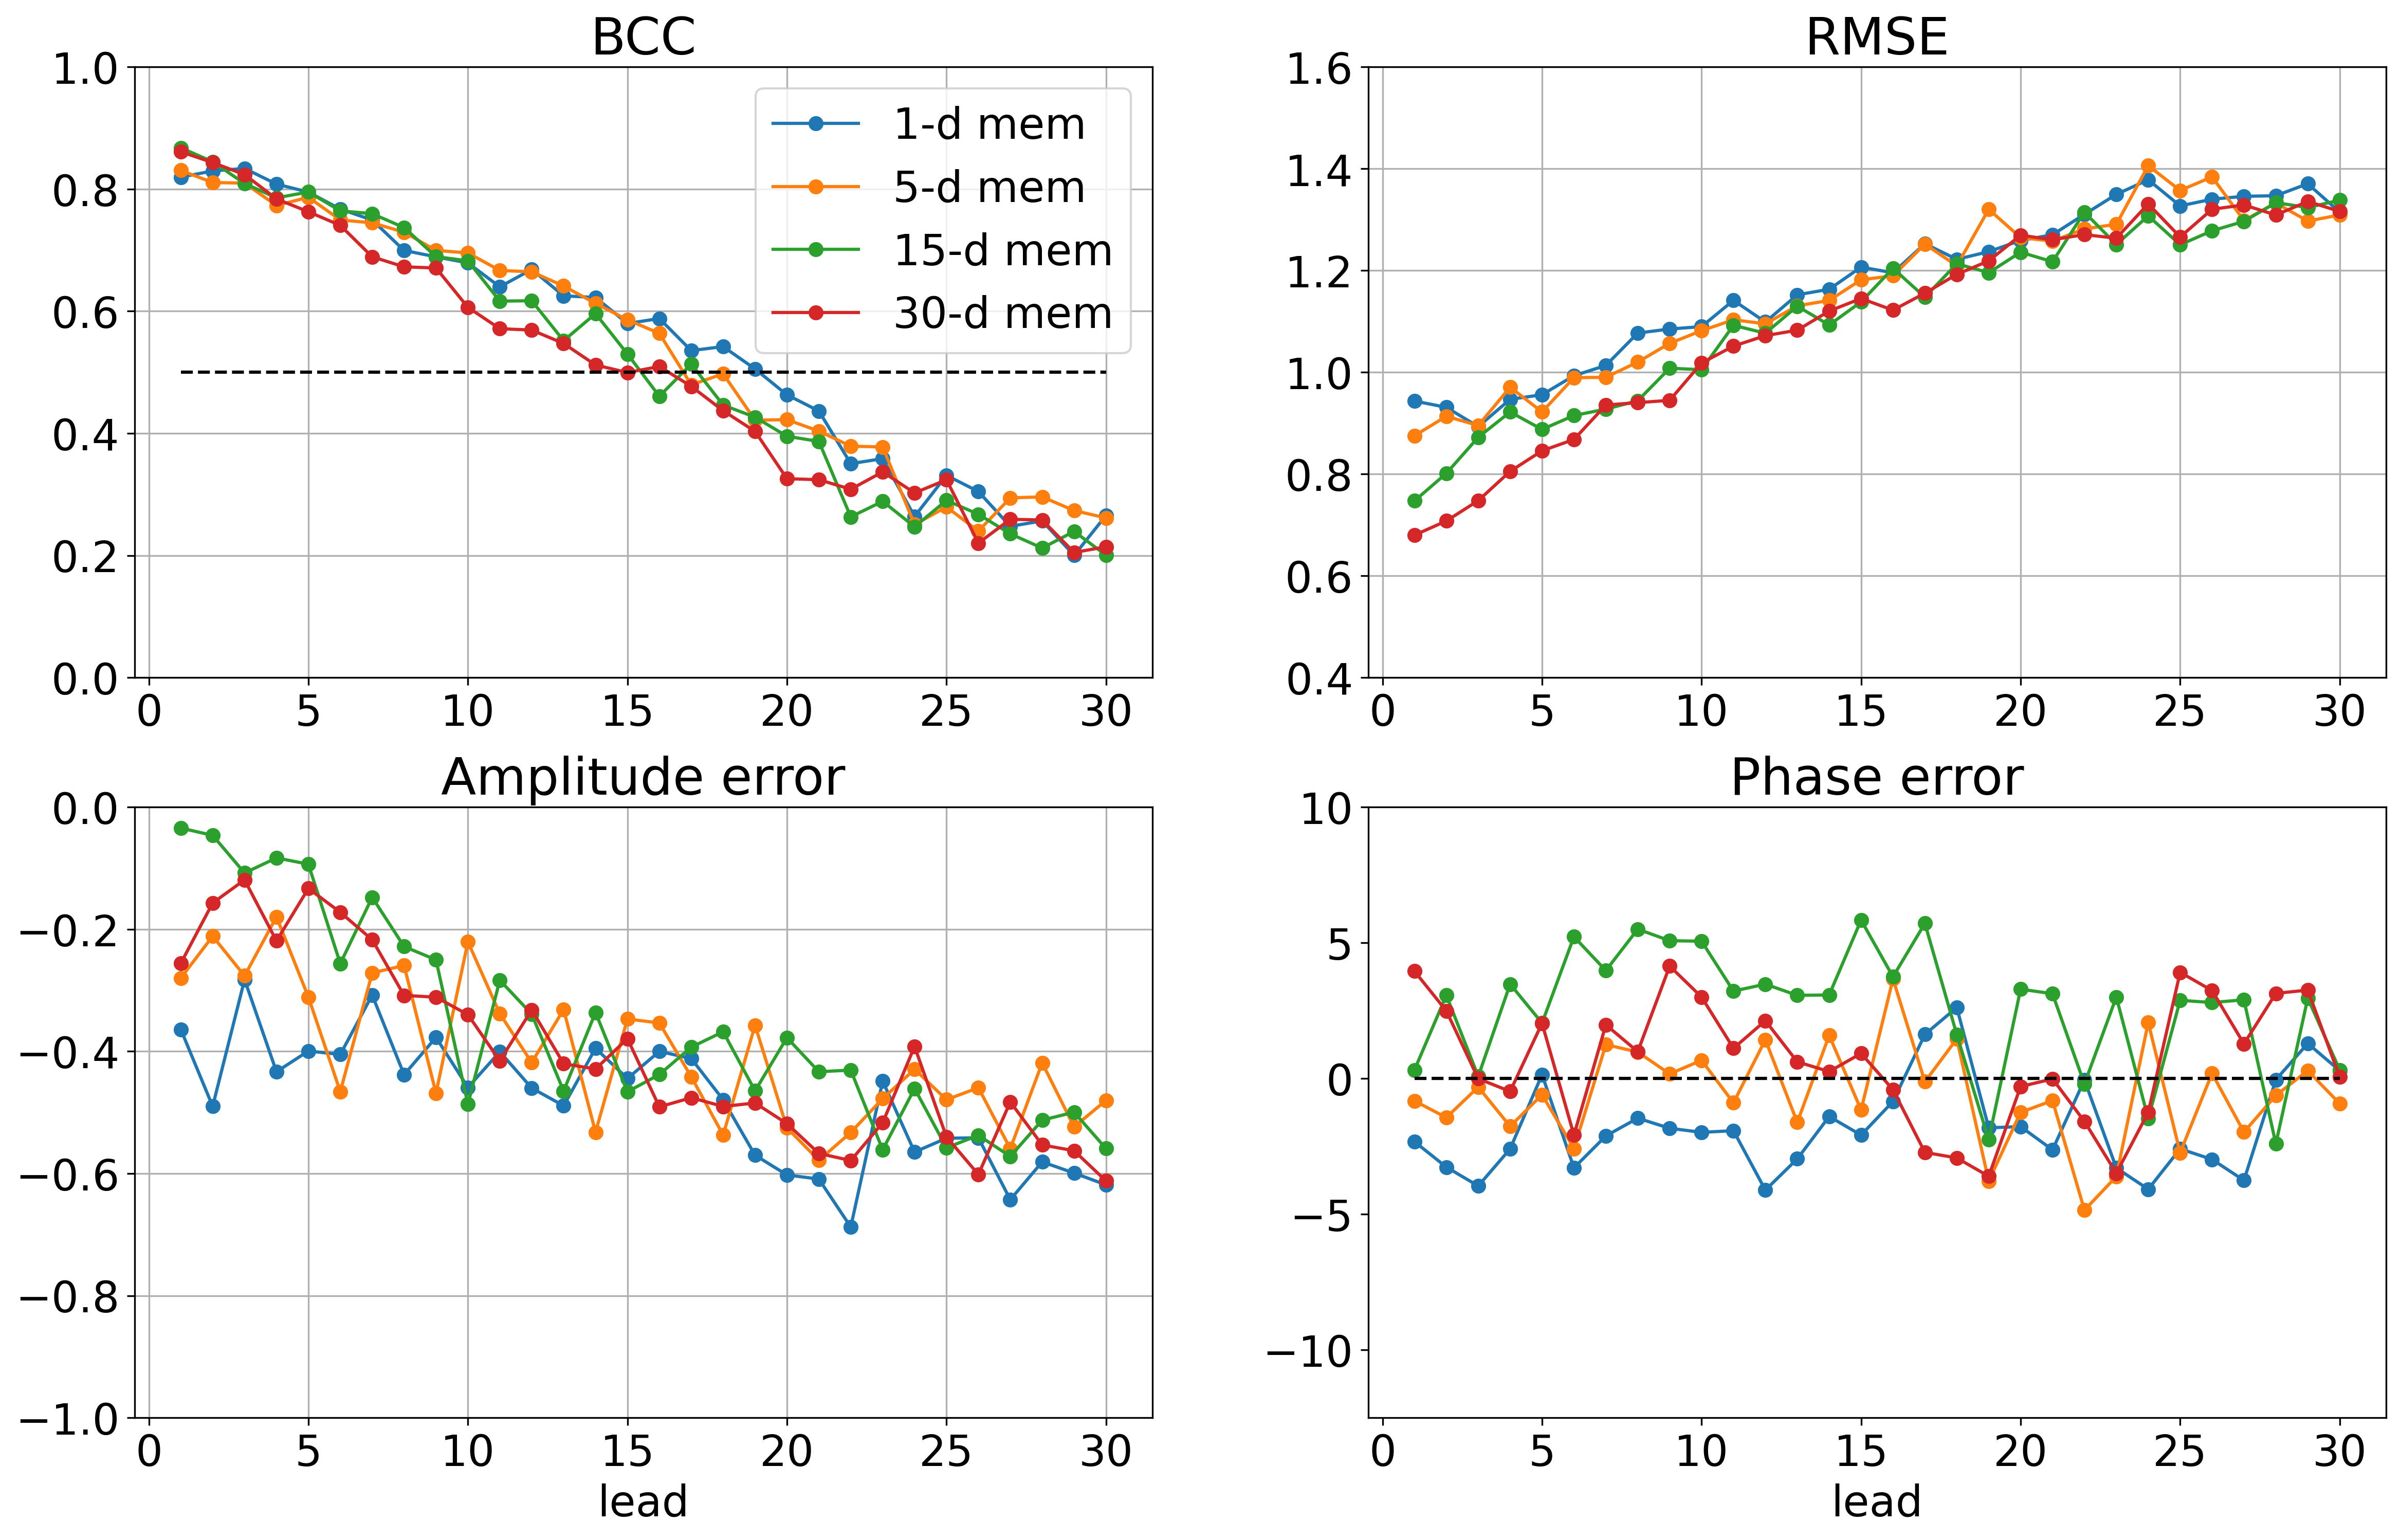 BCC
1.0
0.8
0.6
0.4
0.2
0.0
0 5 10 15 20 25 30
1-d mem
5-d mem
15-d mem
30-d mem
RMSE
1.6
1.4
1.2
1.0
0.8
0.6
0.4
0 5 10 15 20 25 30
Amplitude error
0.0
−0.2
−0.4
−0.6
−0.8
−1.0
0 5 10 15 20 25 30
lead
Phase error
10
5
0
−5
−10
0 5 10 15 20 25 30
lead